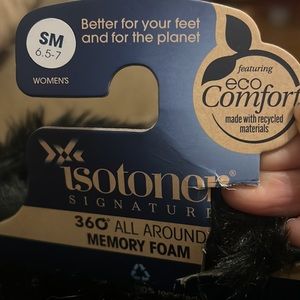 SM
6.5-7
WOMEN'S
Better for your feet
and for the planet
featuring
eco
Comfort
made with recycled
materials
isotoner
SIGNATURE
360° ALL AROUND
MEMORY FOAM